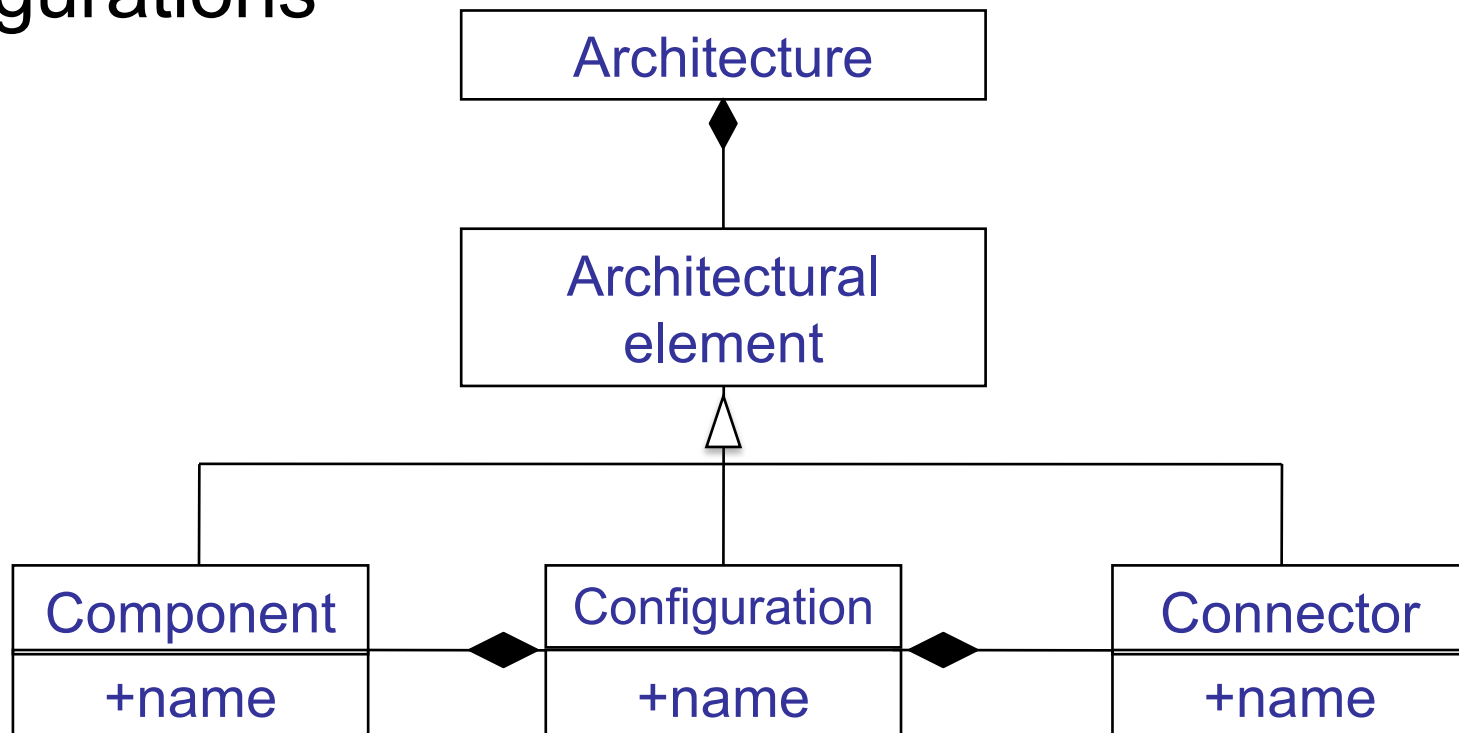 Architecture
Architectural
element
Component
Configuration
Connector
+name
+name
+name